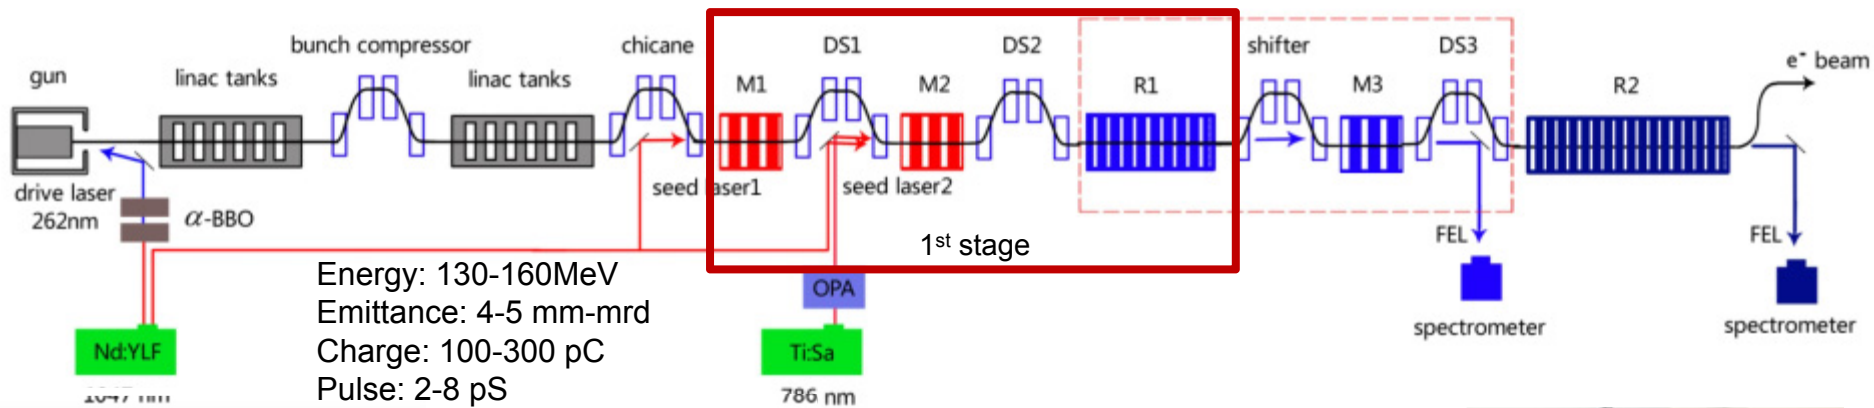 gun
linac tanks
bunch compressor
linac tanks
chicane
M1
DS1
M2
DS2
R1
shifter
M3
DS3
R2
e⁻ beam
drive laser
262nm
α-BBO
seed laser1
seed laser2
1st stage
FEL
FEL
Energy: 130-160MeV
Emittance: 4-5 mm-mrd
Charge: 100-300 pC
Pulse: 2-8 pS
OPA
Nd:YLF
Ti:Sa
786 nm
spectrometer
spectrometer